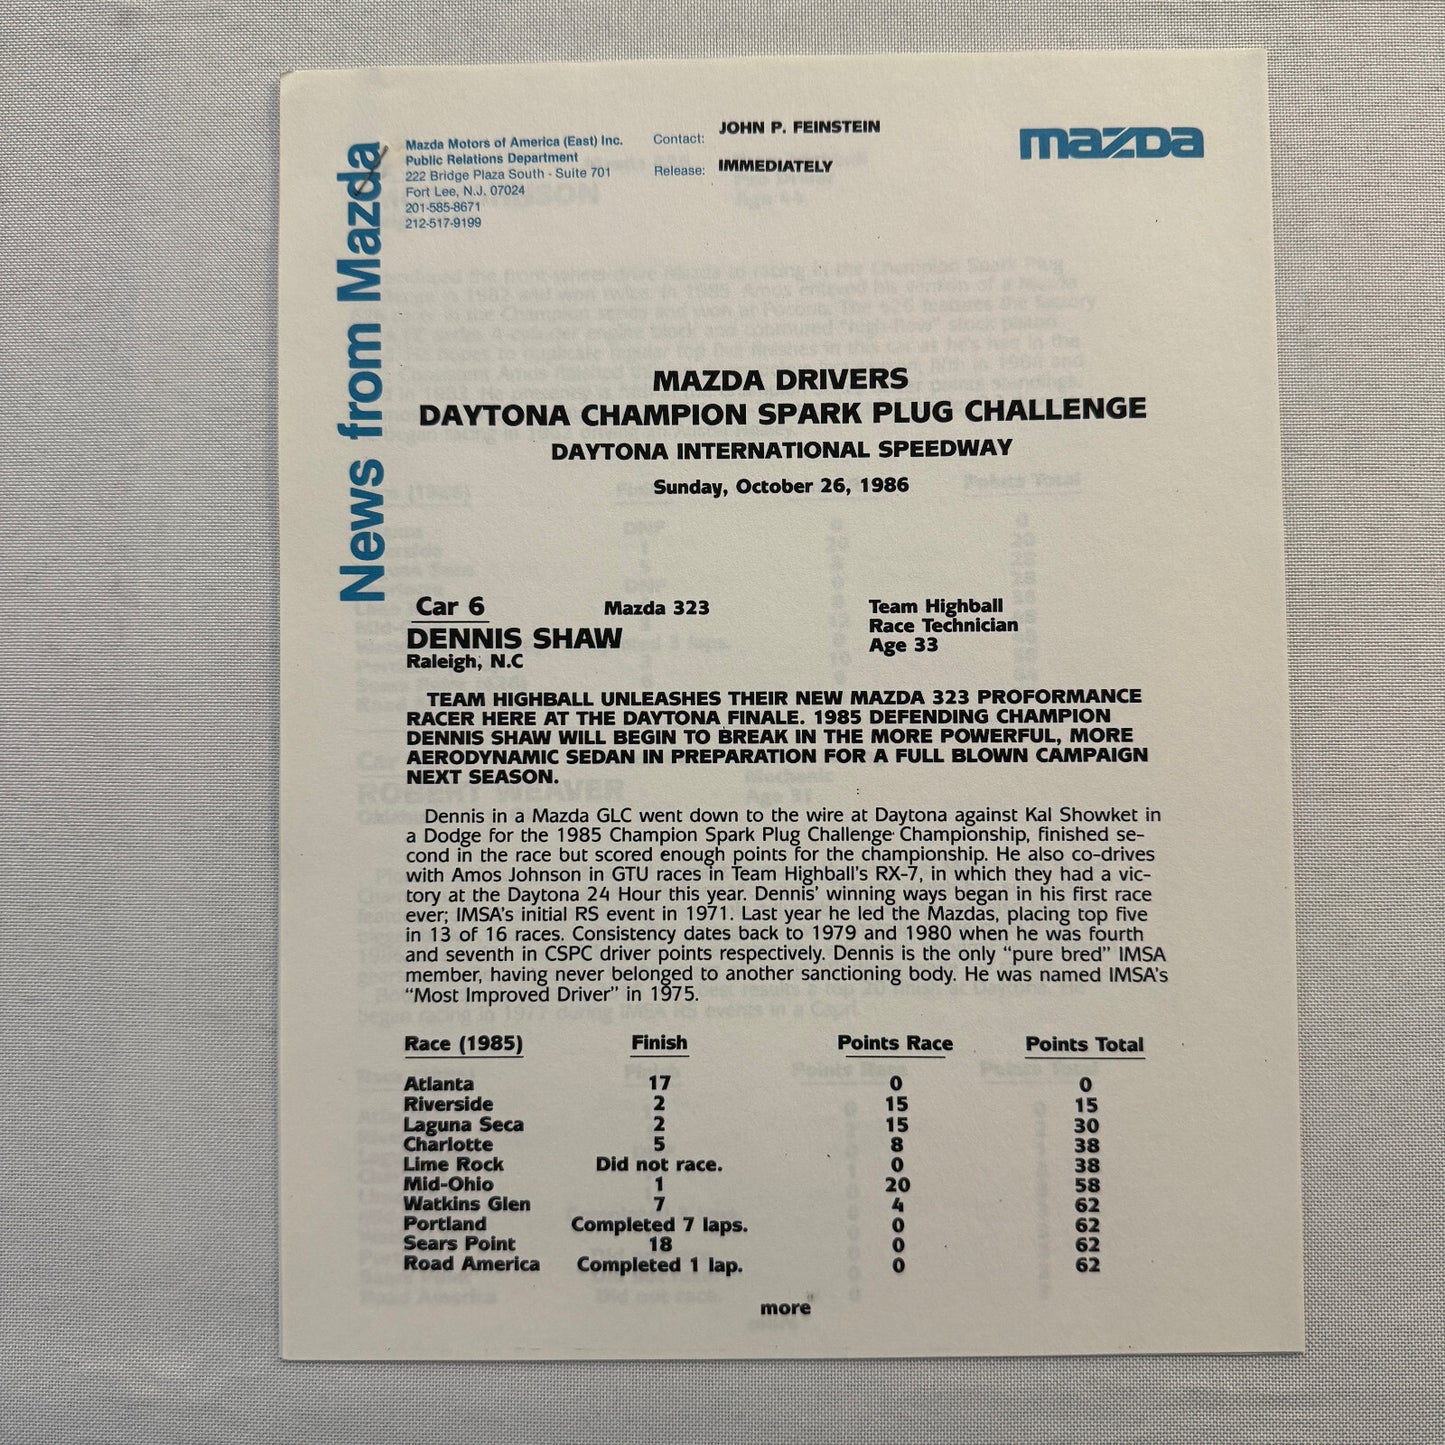 News from Mazda
Mazda Motors of America (East) Inc.
Public Relations Department
222 Bridge Plaza South - Suite 701
Fort Lee, N.J. 07024
201-585-8671
212-517-9199
Contact: JOHN P. FEINSTEIN
Release: IMMEDIATELY
mazDa
MAZDA DRIVERS
DAYTONA CHAMPION SPARK PLUG CHALLENGE
DAYTONA INTERNATIONAL SPEEDWAY
Sunday, October 26, 1986
Car 6 Mazda 323 Team Highball
DENNIS SHAW Race Technician
Raleigh, N.C Age 33
TEAM HIGHBALL UNLEASHES THEIR NEW MAZDA 323 PROFORMANCE
RACER HERE AT THE DAYTONA FINALE. 1985 DEFENDING CHAMPION
DENNIS SHAW WILL BEGIN TO BREAK IN THE MORE POWERFUL, MORE
AERODYNAMIC SEDAN IN PREPARATION FOR A FULL BLOWN CAMPAIGN
NEXT SEASON.
Dennis in a Mazda GLC went down to the wire at Daytona against Kal Showket in
a Dodge for the 1985 Champion Spark Plug Challenge Championship, finished se-
cond in the race but scored enough points for the championship. He also co-drives
with Amos Johnson in GTU races in Team Highball's RX-7, in which they had a vic-
tory at the Daytona 24 Hour this year. Dennis' winning ways began in his first race
ever; IMSA's initial RS event in 1971. Last year he led the Mazdas, placing top five
in 13 of 16 races. Consistency dates back to 1979 and 1980 when he was fourth
and seventh in CSPC driver points respectively. Dennis is the only "pure bred" IMSA
member, having never belonged to another sanctioning body. He was named IMSA's
"Most Improved Driver" in 1975.
Race (1985) Finish Points Race Points Total
Atlanta 17 0 0
Riverside 2 15 15
Laguna Seca 2 15 30
Charlotte 5 8 38
Lime Rock Did not race. 0 38
Mid-Ohio 1 20 58
Watkins Glen 7 4 62
Portland Completed 7 laps. 0 62
Sears Point 18 0 62
Road America Completed 1 lap. 0 62
more